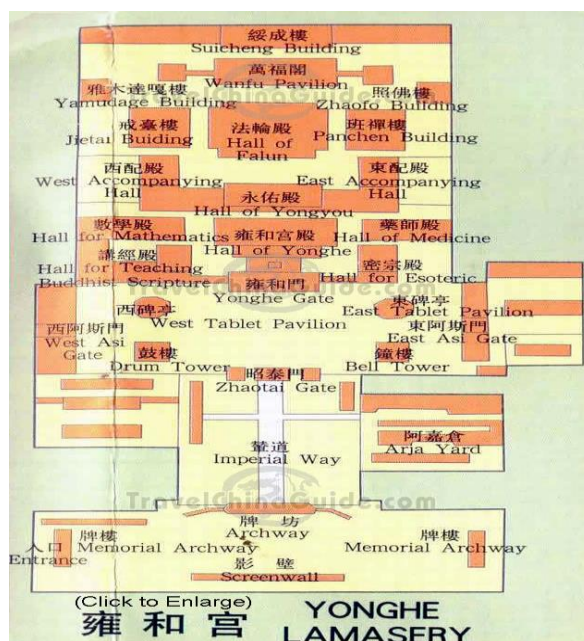 綏成樓
Suicheng Building
萬福閣
Wanfu Pavilion
雅木達嘎樓
Yamudage Building
照佛樓
Zhaofo Building
戒臺樓
Jietai Buiding
法輪殿
Hall of
Falun
班禪樓
Panchen Building
西配殿
West Accompanying
Hall
東配殿
East Accompanying
Hall
永佑殿
Hall of Yongyou
數學殿
Hall for Mathematics
雍和宮殿
Hall of Yonghe
藥師殿
Hall of Medicine
講經殿
Hall for Teaching
Buddhist Scripture
密宗殿
Hall for Esoteric
雍和門
Yonghe Gate
西碑亭
West Tablet Pavilion
東碑亭
East Tablet Pavilion
西阿斯門
West Asi
Gate
東阿斯門
East Asi Gate
鼓樓
Drum Tower
鐘樓
Bell Tower
昭泰門
Zhaotai Gate
輦道
Imperial Way
阿嘉倉
Arja Yard
TravelChinaGuide.com
TravelChinaGuide.com
TravelChinaGuide.com
牌坊
Archway
入口
Entrance
牌樓
Memorial Archway
牌樓
Memorial Archway
影壁
Screenwall
(Click to Enlarge)
雍和宫
YONGHE
LAMASERY